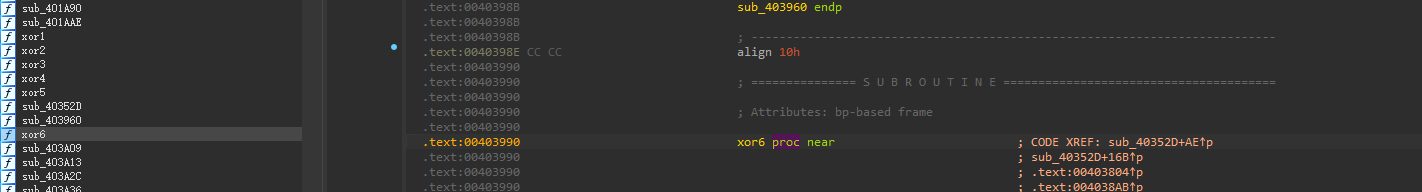 sub_401A90
sub_401AAE
xor1
xor2
xor3
xor4
xor5
sub_40352D
sub_403960
xor6
sub_403A09
sub_403A13
sub_403A2C
sub_403A36
.text:0040398B sub_403960 endp
.text:0040398B
.text:0040398B ; ---------------------------------------------------------------------------
.text:0040398E CC CC align 10h
.text:00403990
.text:00403990 ; =============== S U B R O U T I N E =======================================
.text:00403990
.text:00403990 ; Attributes: bp-based frame
.text:00403990
.text:00403990 xor6 proc near ; CODE XREF: sub_40352D+AE↑p
.text:00403990 ; sub_40352D+16B↑p
.text:00403990 ; .text:00403804↑p
.text:00403990 ; .text:004038AB↑p